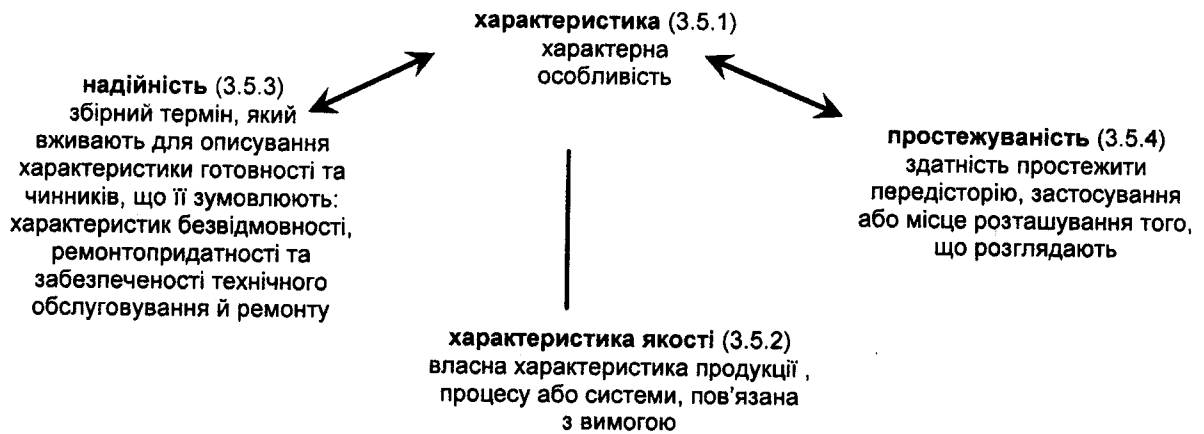 характеристика (3.5.1)
характерна
особливість
надійність (3.5.3)
збірний термін, який
вживають для описування
характеристики готовності та
чинників, що її зумовлюють:
характеристик безвідмовності,
ремонтопридатності та
забезпеченості технічного
обслуговування й ремонту
простежуваність (3.5.4)
здатність простежити
передісторію, застосування
або місце розташування того,
що розглядають
характеристика якості (3.5.2)
власна характеристика продукції ,
процесу або системи, пов’язана
з вимогою